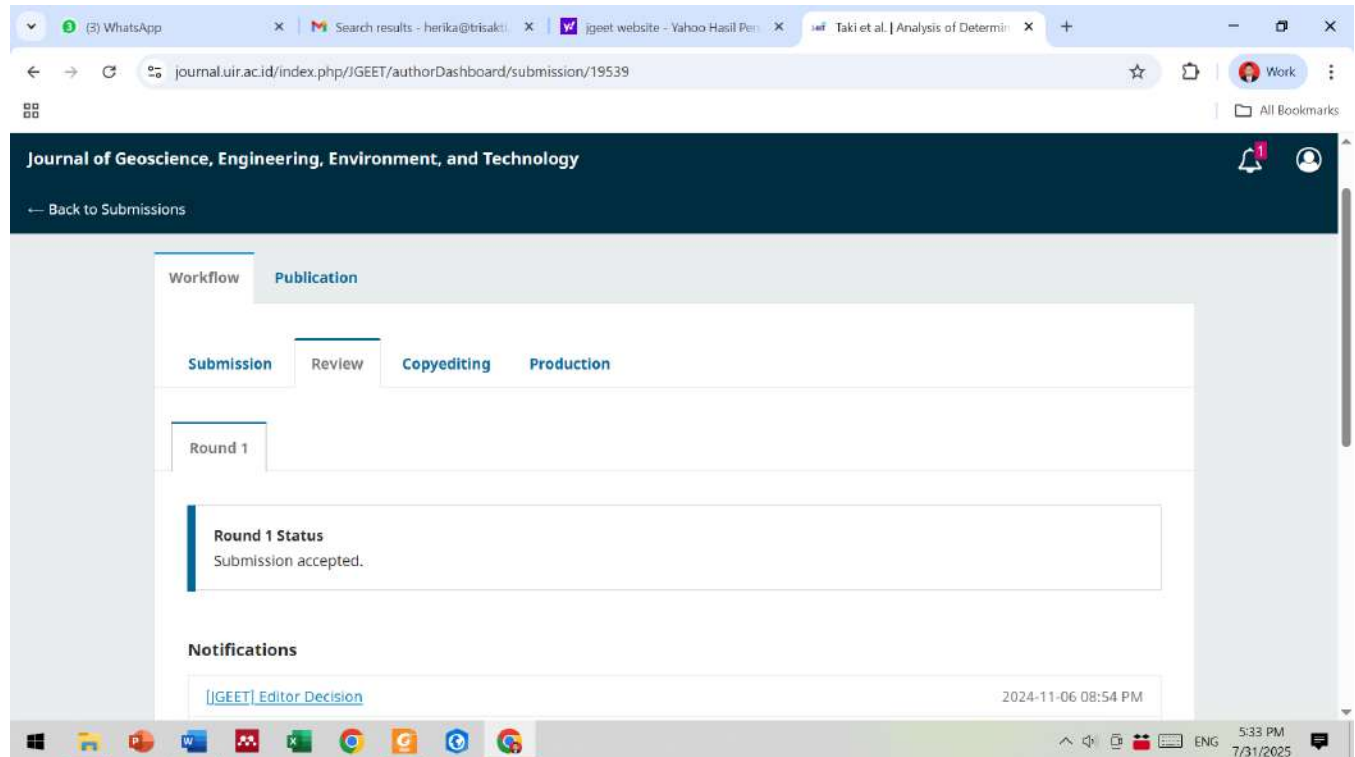 (3) WhatsApp
Search results - herika@trisakti.
jgeet website - Yahoo Hasil Pen
Taki et al. | Analysis of Determin
journal.uir.ac.id/index.php/JGEET/authorDashboard/submission/19539
Work
All Bookmarks
Journal of Geoscience, Engineering, Environment, and Technology
1
← Back to Submissions
Workflow Publication
Submission Review Copyediting Production
Round 1
Round 1 Status
Submission accepted.
Notifications
[JGEET] Editor Decision 2024-11-06 08:54 PM
ENG
5:33 PM
7/31/2025